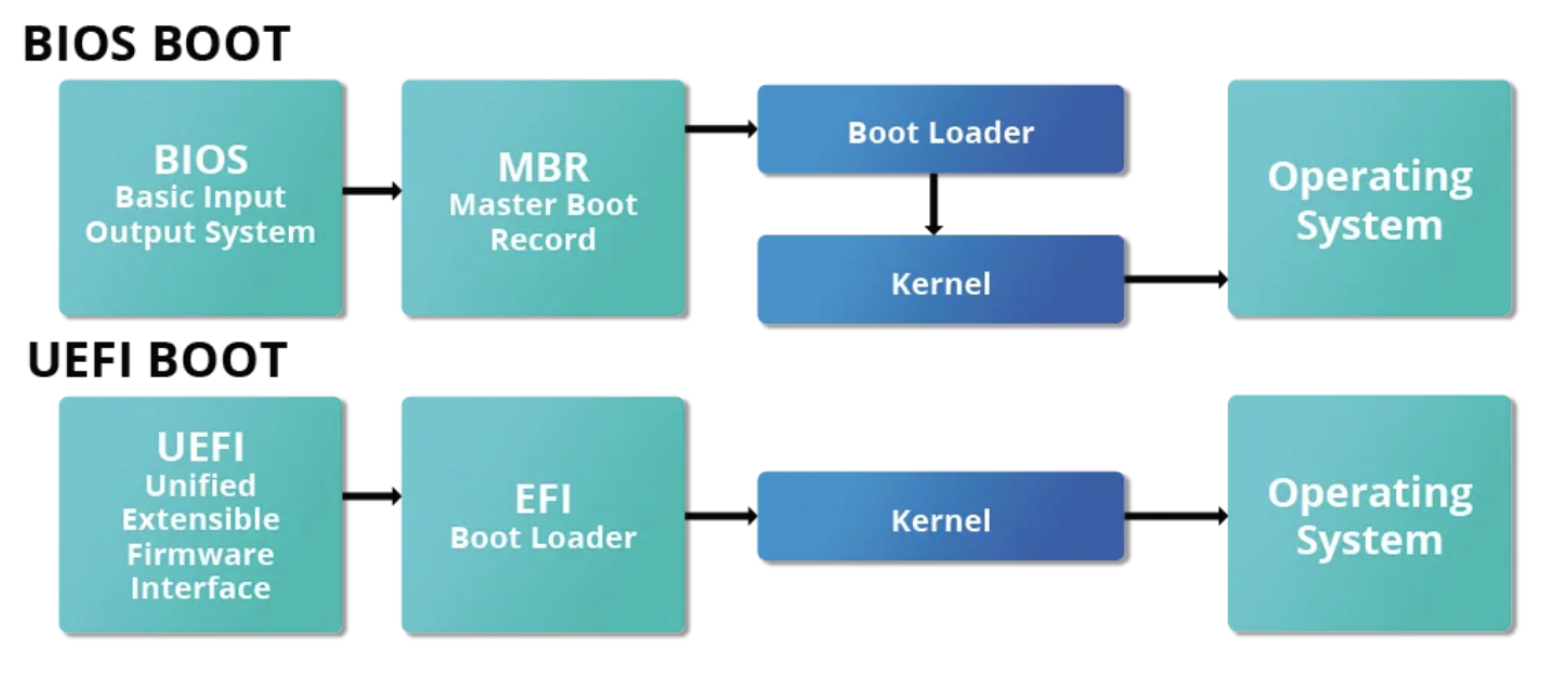 BIOS BOOT
BIOS
Basic Input
Output System
MBR
Master Boot
Record
Boot Loader
Kernel
Operating
System
UEFI BOOT
UEFI
Unified
Extensible
Firmware
Interface
EFI
Boot Loader
Kernel
Operating
System